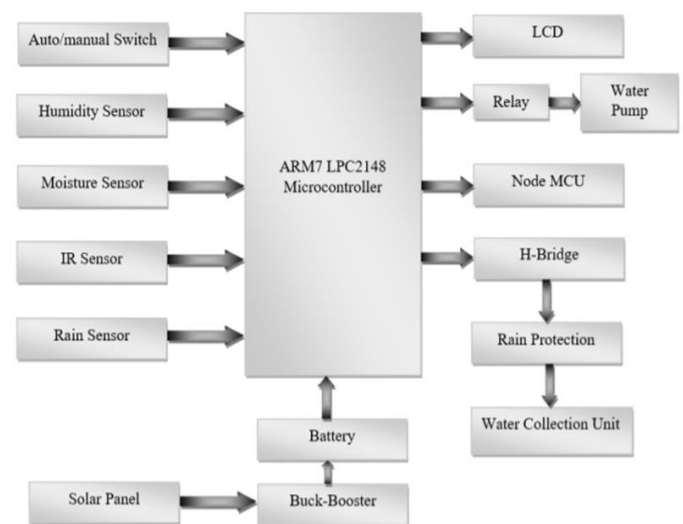 Auto/manual Switch
Humidity Sensor
Moisture Sensor
IR Sensor
Rain Sensor
ARM7 LPC2148
Microcontroller
LCD
Relay
Water
Pump
Node MCU
H-Bridge
Rain Protection
Water Collection Unit
Battery
Solar Panel
Buck-Booster